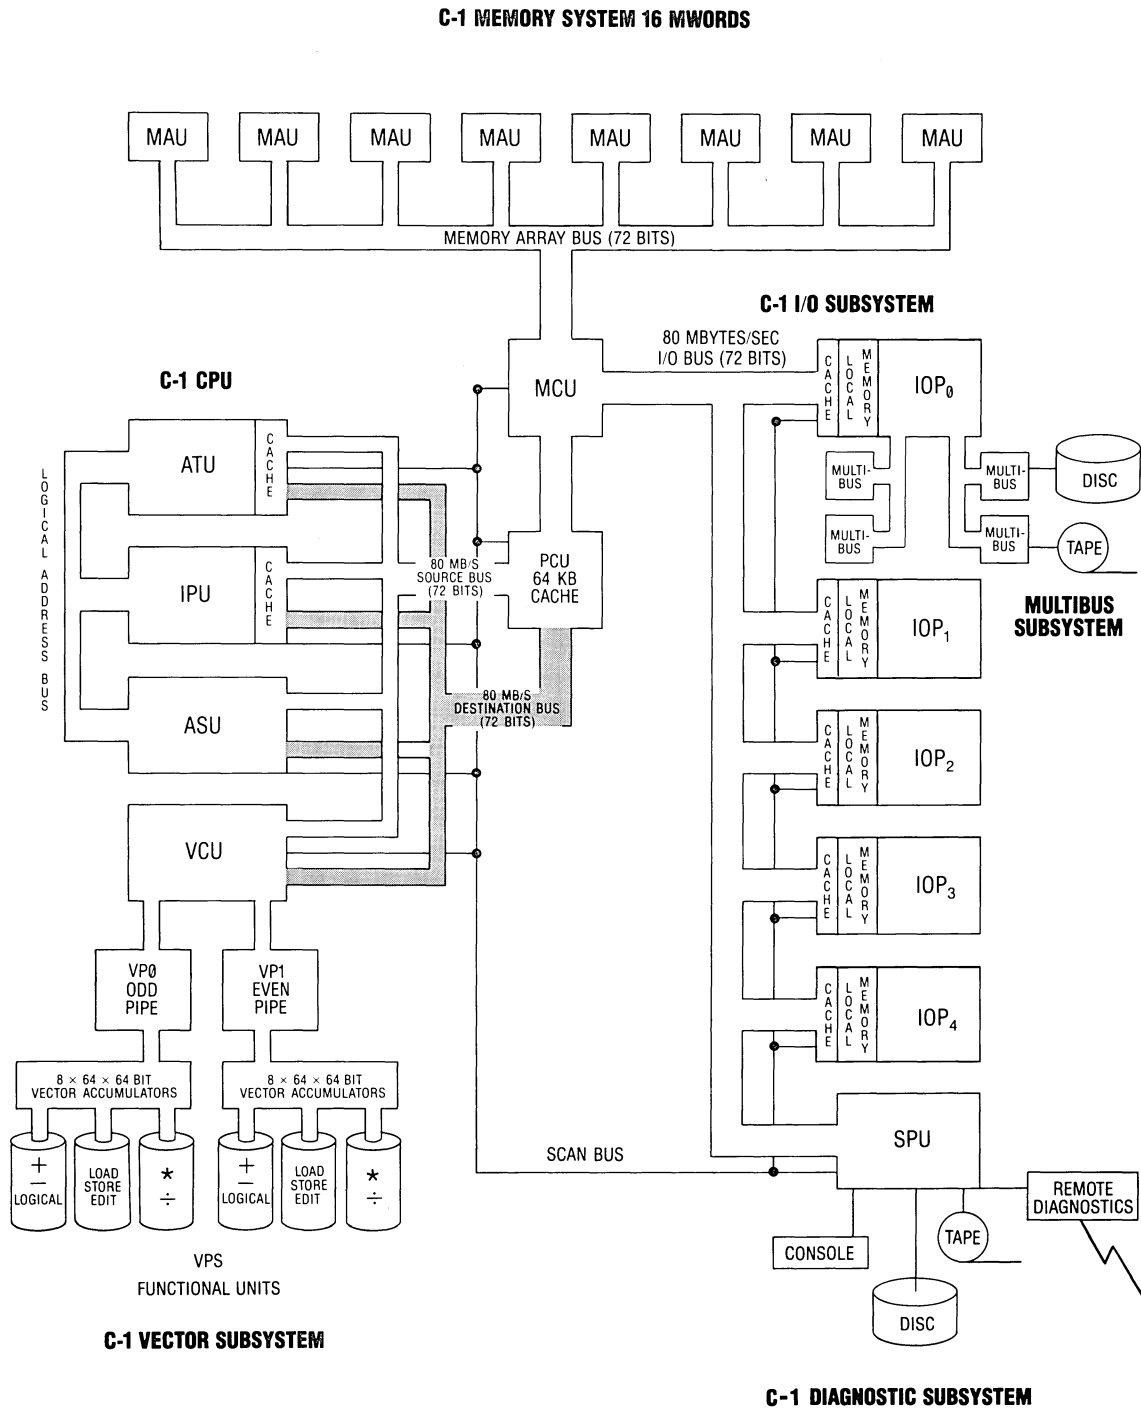 C-1 MEMORY SYSTEM 16 MWORDS
MAU
MAU
MAU
MAU
MAU
MAU
MAU
MAU
MEMORY ARRAY BUS (72 BITS)
C-1 I/O SUBSYSTEM
80 MBYTES/SEC
I/O BUS (72 BITS)
C-1 CPU
MCU
CACHE
LOCAL
MEMORY
IOP0
ATU
CACHE
LOGICAL ADDRESS BUS
MULTI-
BUS
MULTI-
BUS
DISC
MULTI-
BUS
MULTI-
BUS
TAPE
MULTIBUS
SUBSYSTEM
IPU
CACHE
80 MB/S
SOURCE BUS
(72 BITS)
PCU
64 KB
CACHE
CACHE
LOCAL
MEMORY
IOP1
ASU
80 MB/S
DESTINATION BUS
(72 BITS)
CACHE
LOCAL
MEMORY
IOP2
VCU
CACHE
LOCAL
MEMORY
IOP3
VP0
ODD
PIPE
VP1
EVEN
PIPE
CACHE
LOCAL
MEMORY
IOP4
8 × 64 × 64 BIT
VECTOR ACCUMULATORS
8 × 64 × 64 BIT
VECTOR ACCUMULATORS
+
−
LOGICAL
LOAD
STORE
EDIT
*
÷
+
−
LOGICAL
LOAD
STORE
EDIT
*
÷
SCAN BUS
SPU
REMOTE
DIAGNOSTICS
CONSOLE
TAPE
DISC
VPS
FUNCTIONAL UNITS
C-1 VECTOR SUBSYSTEM
C-1 DIAGNOSTIC SUBSYSTEM